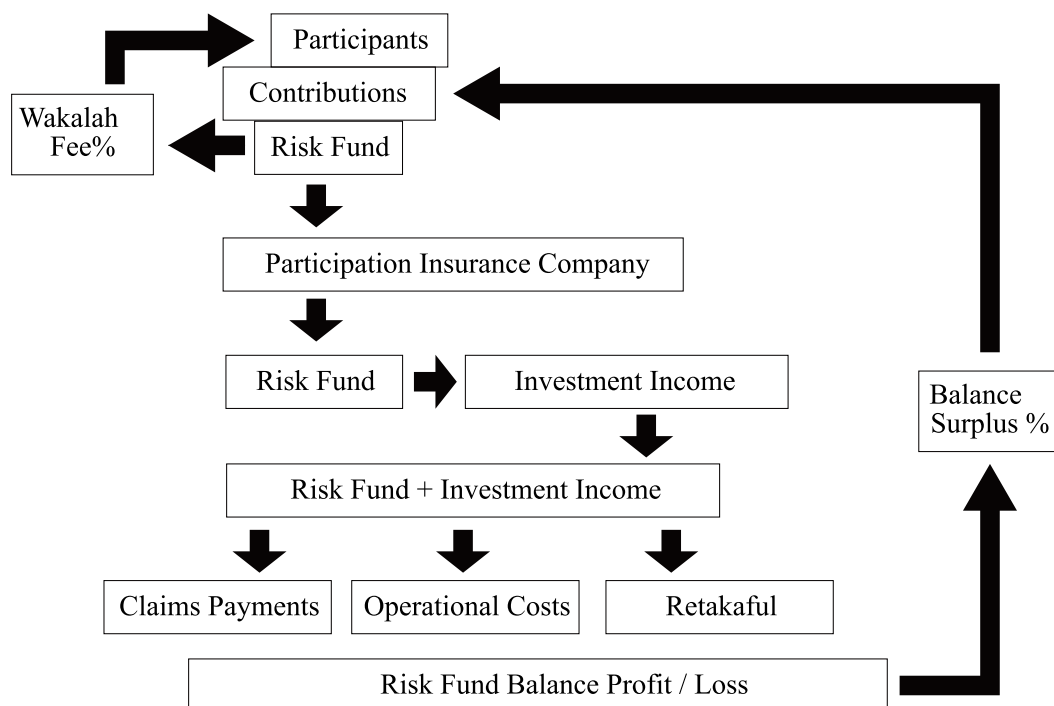 Participants
Contributions
Wakalah
Fee%
Risk Fund
Participation Insurance Company
Risk Fund
Investment Income
Balance
Surplus %
Risk Fund + Investment Income
Claims Payments
Operational Costs
Retakaful
Risk Fund Balance Profit / Loss